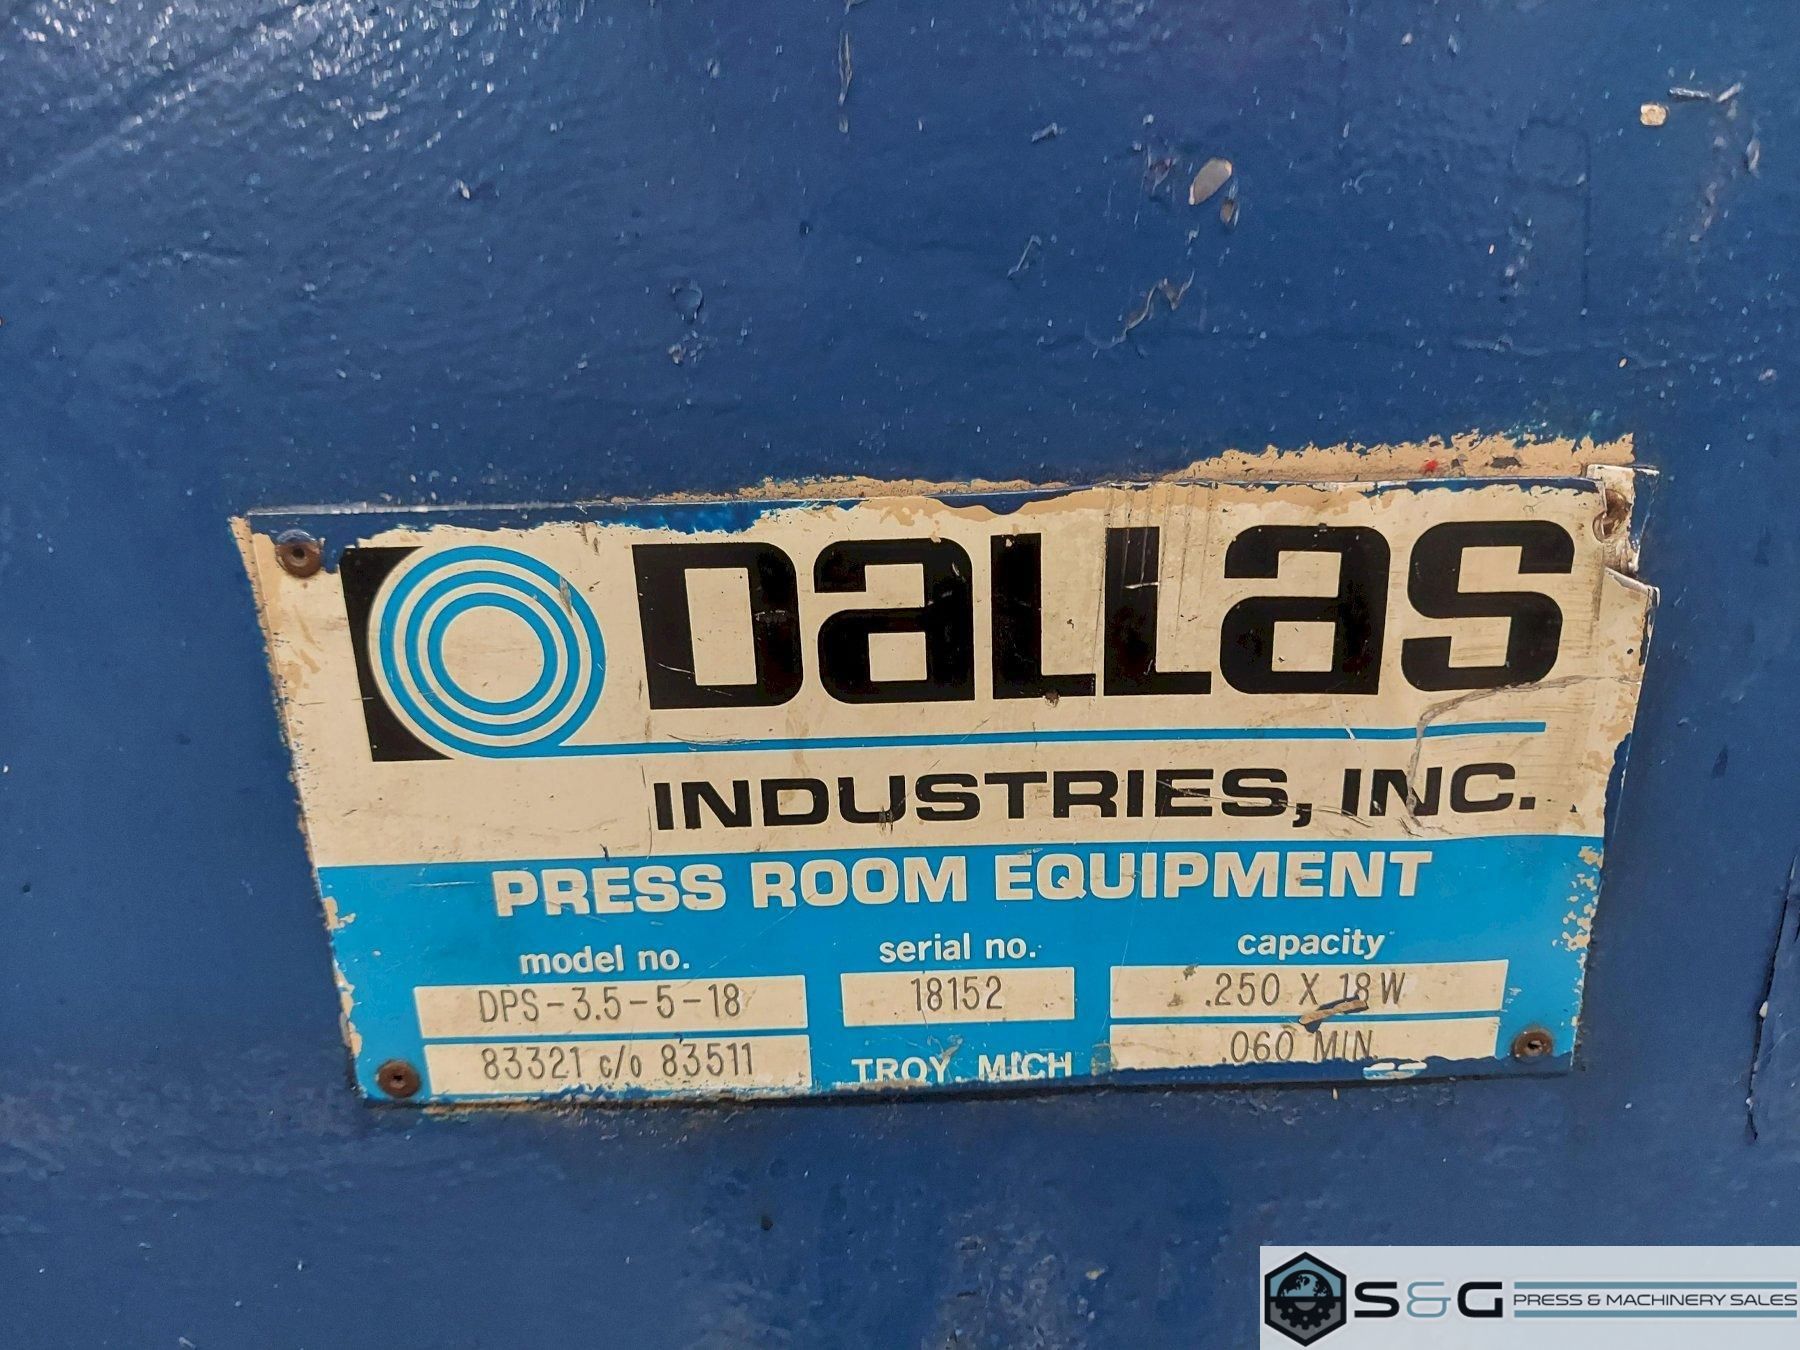 DALLAS
INDUSTRIES, INC.
PRESS ROOM EQUIPMENT
model no. serial no. capacity
DPS-3.5-5-18 18152 .250 X 18W
83321 c/o 83511 TROY, MICH .060 MIN.
S&G PRESS & MACHINERY SALES